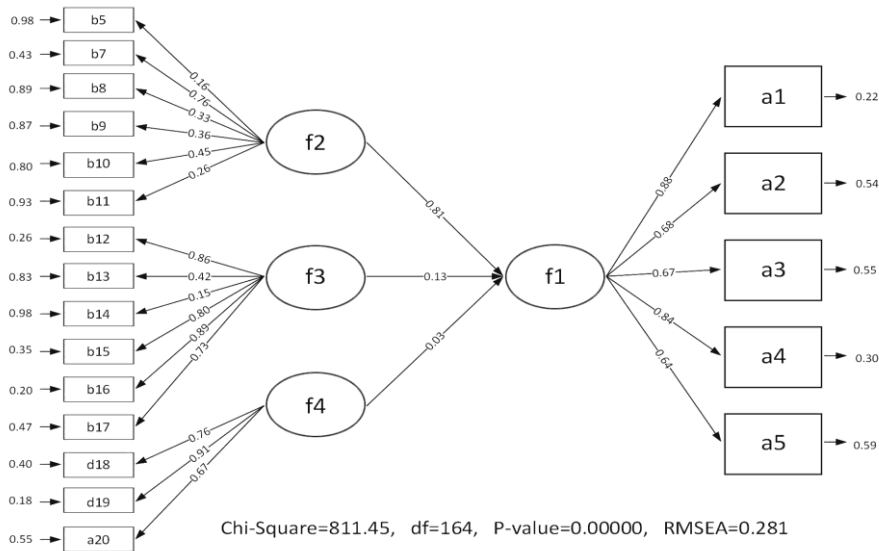 0.98 b5
0.43 b7
0.89 b8
0.87 b9
0.80 b10
0.93 b11
0.26 b12
0.83 b13
0.98 b14
0.35 b15
0.20 b16
0.47 b17
0.40 d18
0.18 d19
0.55 a20
0.16
0.76
0.33
0.36
0.45
0.26
0.86
0.42
0.15
0.80
0.89
0.73
0.76
0.91
0.67
f2
f3
f4
0.81
0.13
0.03
f1
0.88
0.68
0.67
0.84
0.64
a1 0.22
a2 0.54
a3 0.55
a4 0.30
a5 0.59
Chi-Square=811.45, df=164, P-value=0.00000, RMSEA=0.281